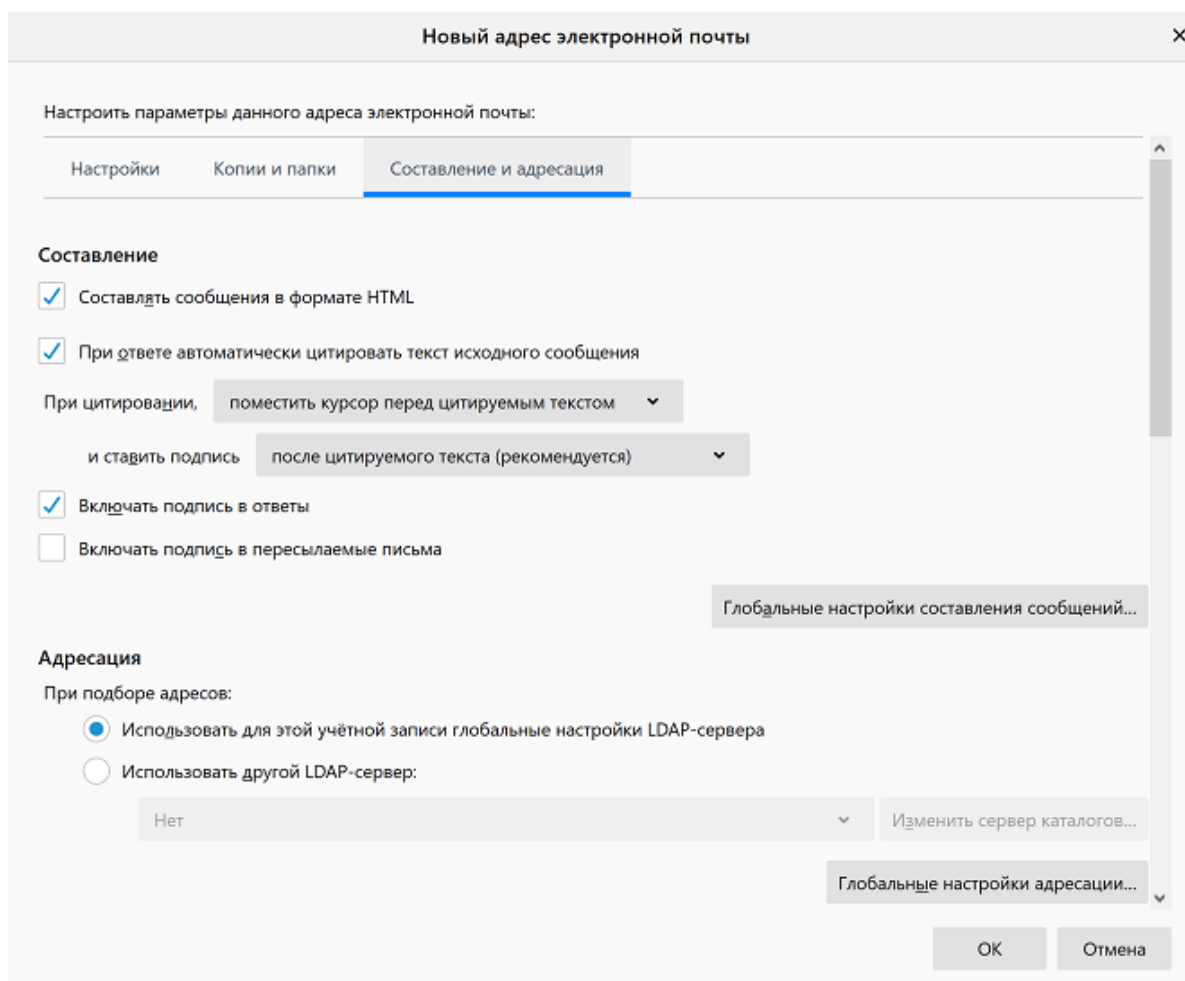 Новый адрес электронной почты
Настроить параметры данного адреса электронной почты:
Настройки Копии и папки Составление и адресация
Составление
Составлять сообщения в формате HTML
При ответе автоматически цитировать текст исходного сообщения
При цитировании, поместить курсор перед цитируемым текстом
и ставить подпись после цитируемого текста (рекомендуется)
Включать подпись в ответы
Включать подпись в пересылаемые письма
Глобальные настройки составления сообщений...
Адресация
При подборе адресов:
Использовать для этой учётной записи глобальные настройки LDAP-сервера
Использовать другой LDAP-сервер:
Нет Изменить сервер каталогов...
Глобальные настройки адресации...
ОК Отмена